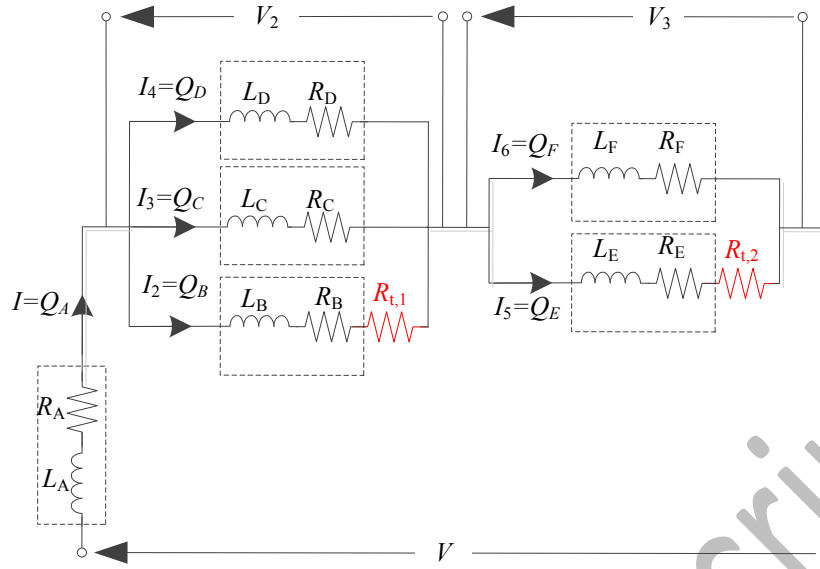 V2 V3
I4=QD LD RD
I6=QF LF RF
I3=QC LC RC
I5=QE LE RE Rt,2
I2=QB LB RB Rt,1
I=QA
RA
LA
V